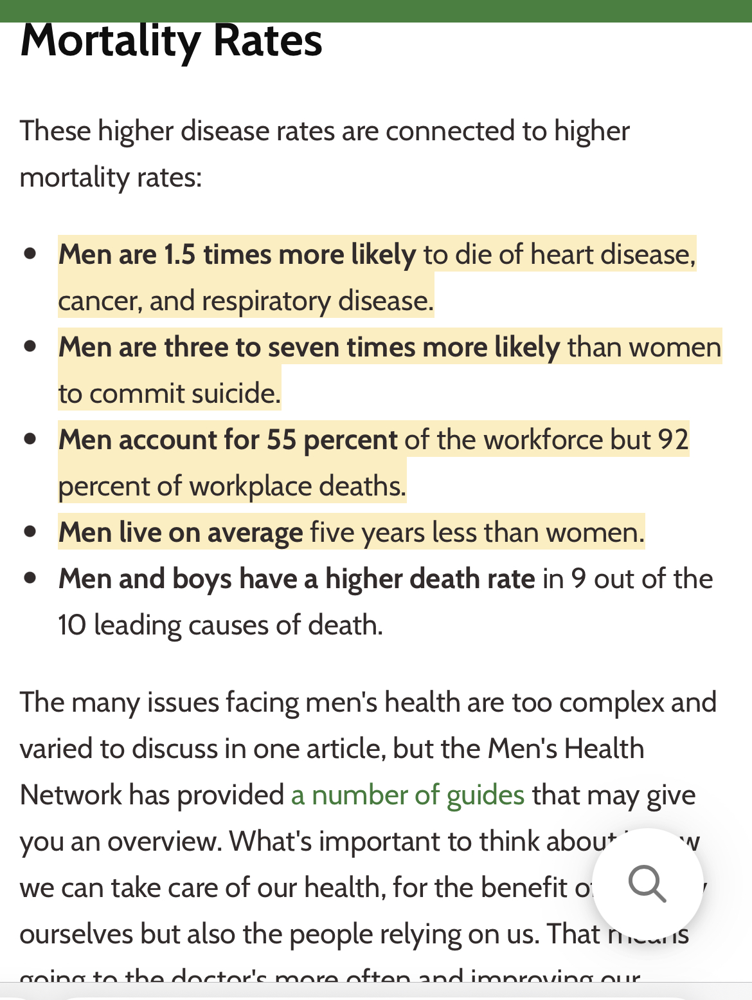 Mortality Rates
These higher disease rates are connected to higher
mortality rates:
• Men are 1.5 times more likely to die of heart disease,
cancer, and respiratory disease.
• Men are three to seven times more likely than women
to commit suicide.
• Men account for 55 percent of the workforce but 92
percent of workplace deaths.
• Men live on average five years less than women.
• Men and boys have a higher death rate in 9 out of the
10 leading causes of death.
The many issues facing men's health are too complex and
varied to discuss in one article, but the Men's Health
Network has provided a number of guides that may give
you an overview. What's important to think about
we can take care of our health, for the benefit
ourselves but also the people relying on us. That means
going to the doctor's more often and improving our